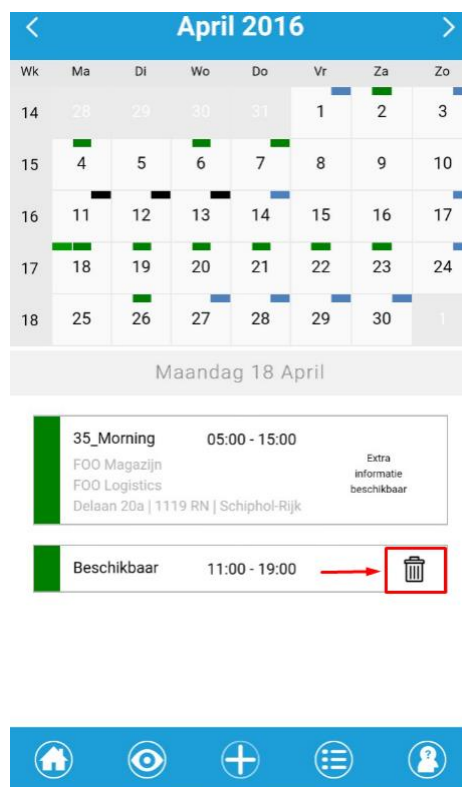 April 2016
Wk Ma Di Wo Do Vr Za Zo
14 28 29 30 31 1 2 3
15 4 5 6 7 8 9 10
16 11 12 13 14 15 16 17
17 18 19 20 21 22 23 24
18 25 26 27 28 29 30 1
Maandag 18 April
35_Morning 05:00 - 15:00
FOO Magazijn
FOO Logistics
Delaan 20a | 1119 RN | Schiphol-Rijk
Extra
informatie
beschikbaar
Beschikbaar 11:00 - 19:00
?